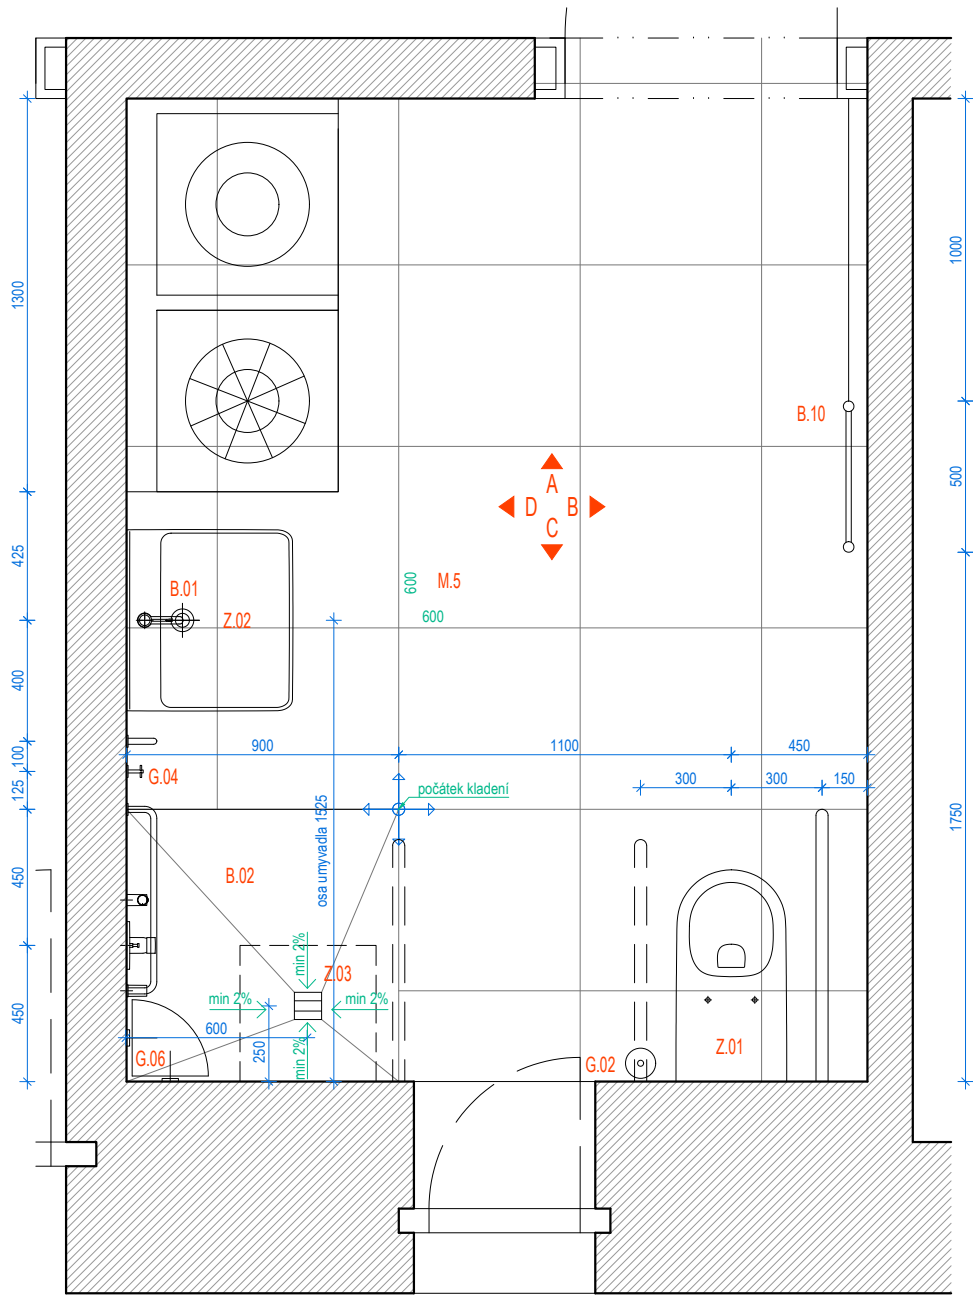 1300
1000
B.10
A
D B
C
500
425
600
M.5
B.01
Z.02
600
400
900
1100
450
100
G.04
300
300
150
125
počátek kladení
osa umyvadla 1525
1750
B.02
450
min 2%
Z.03
min 2%
min 2%
450
600
250
min 2%
G.06
G.02
Z.01